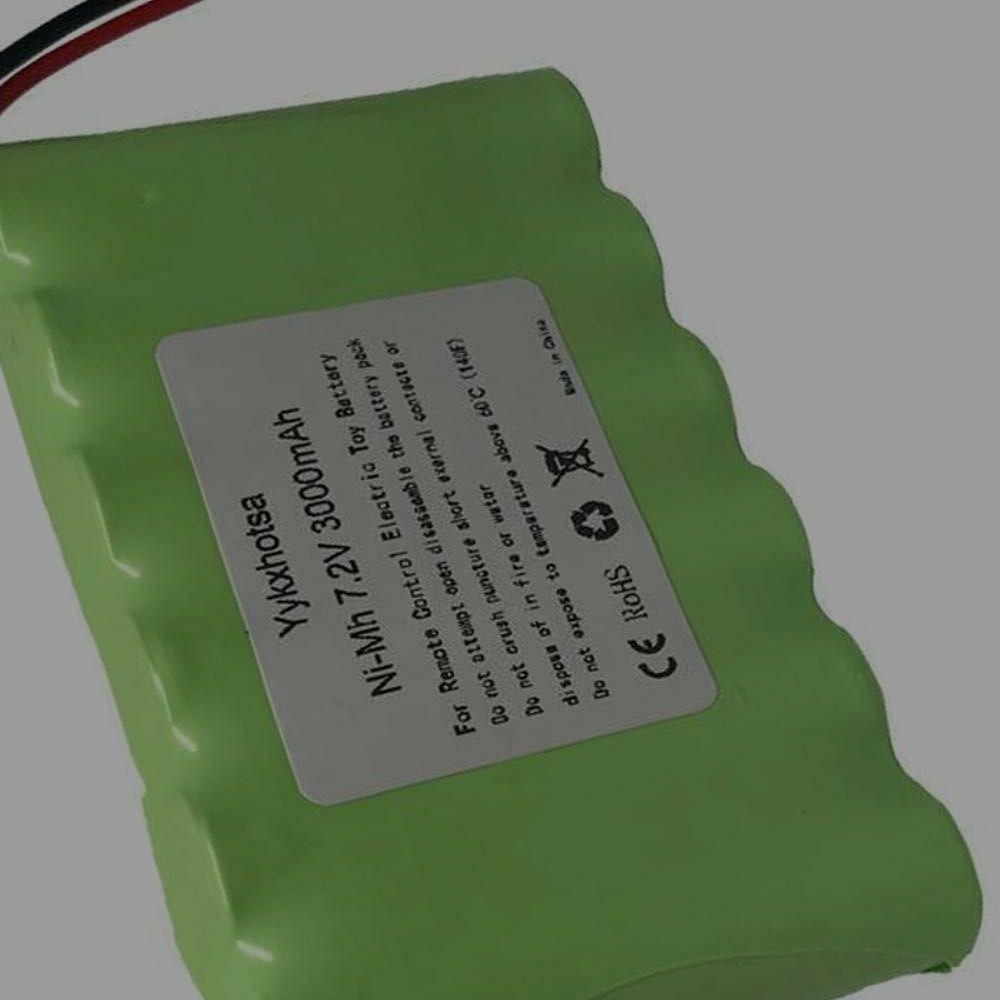 Yykxhotsa
Ni-Mh 7.2V 3000mAh
For Remote Control Electric Toy Battery
Do not attempt open disassemble the battery pack
Do not crush puncture short exernal contacts or
dispose of in fire or water
Do not expose to temperature above 60℃ (140F)
CE RoHS
Made in China